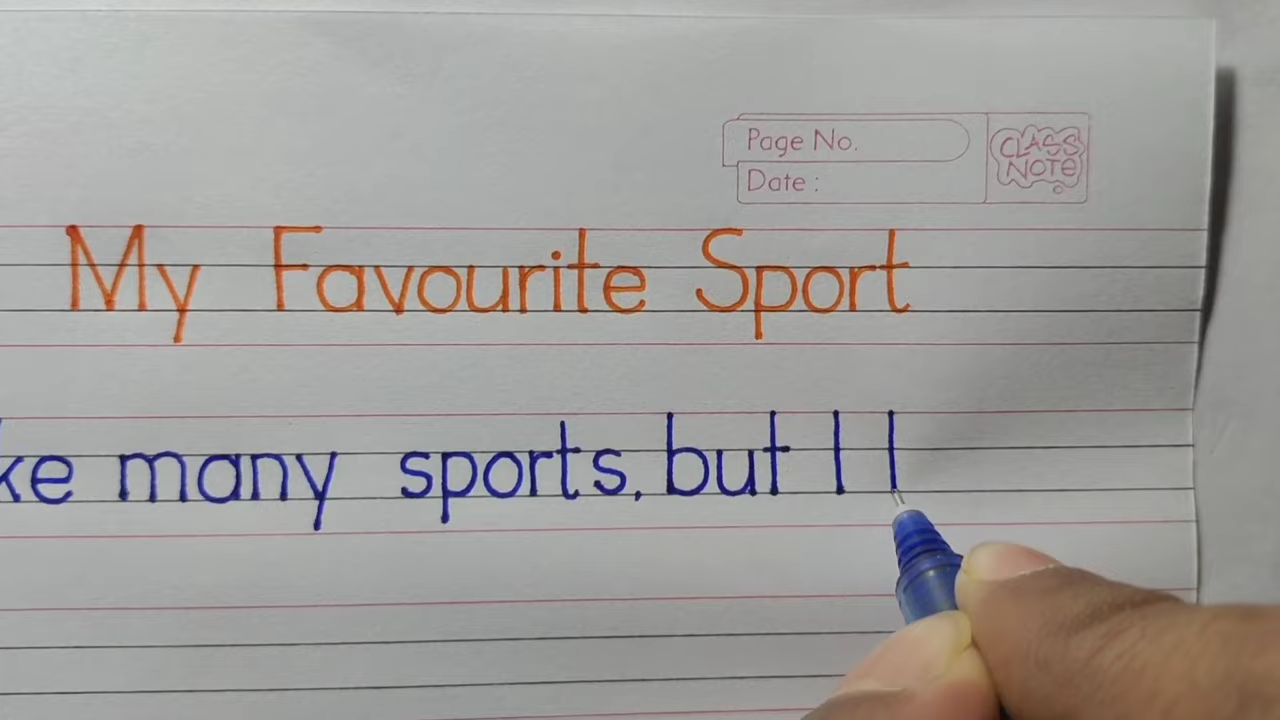 Page No.
Date :
CLASS
NOTE
My Favourite Sport
ke many sports, but I l